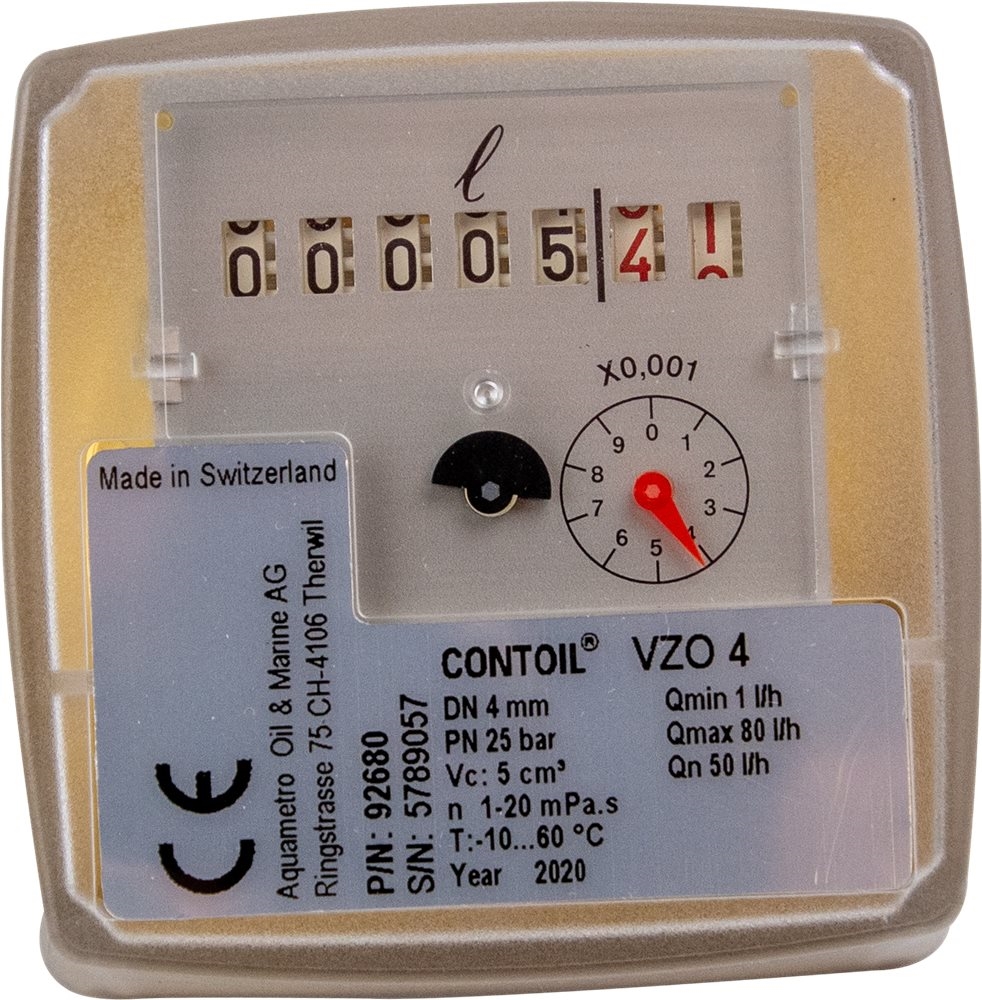 ℓ
0 0 0 0 5 4 1
X0,001
0 1 2 3 4 5 6 7 8 9
Made in Switzerland
Aquametro Oil & Marine AG
Ringstrasse 75 CH-4106 Therwil
P/N: 92680
S/N: 5789057
CE
CONTOIL® VZO 4
DN 4 mm
PN 25 bar
Vc: 5 cm³
n 1-20 mPa.s
T:-10...60 °C
Year 2020
Qmin 1 l/h
Qmax 80 l/h
Qn 50 l/h